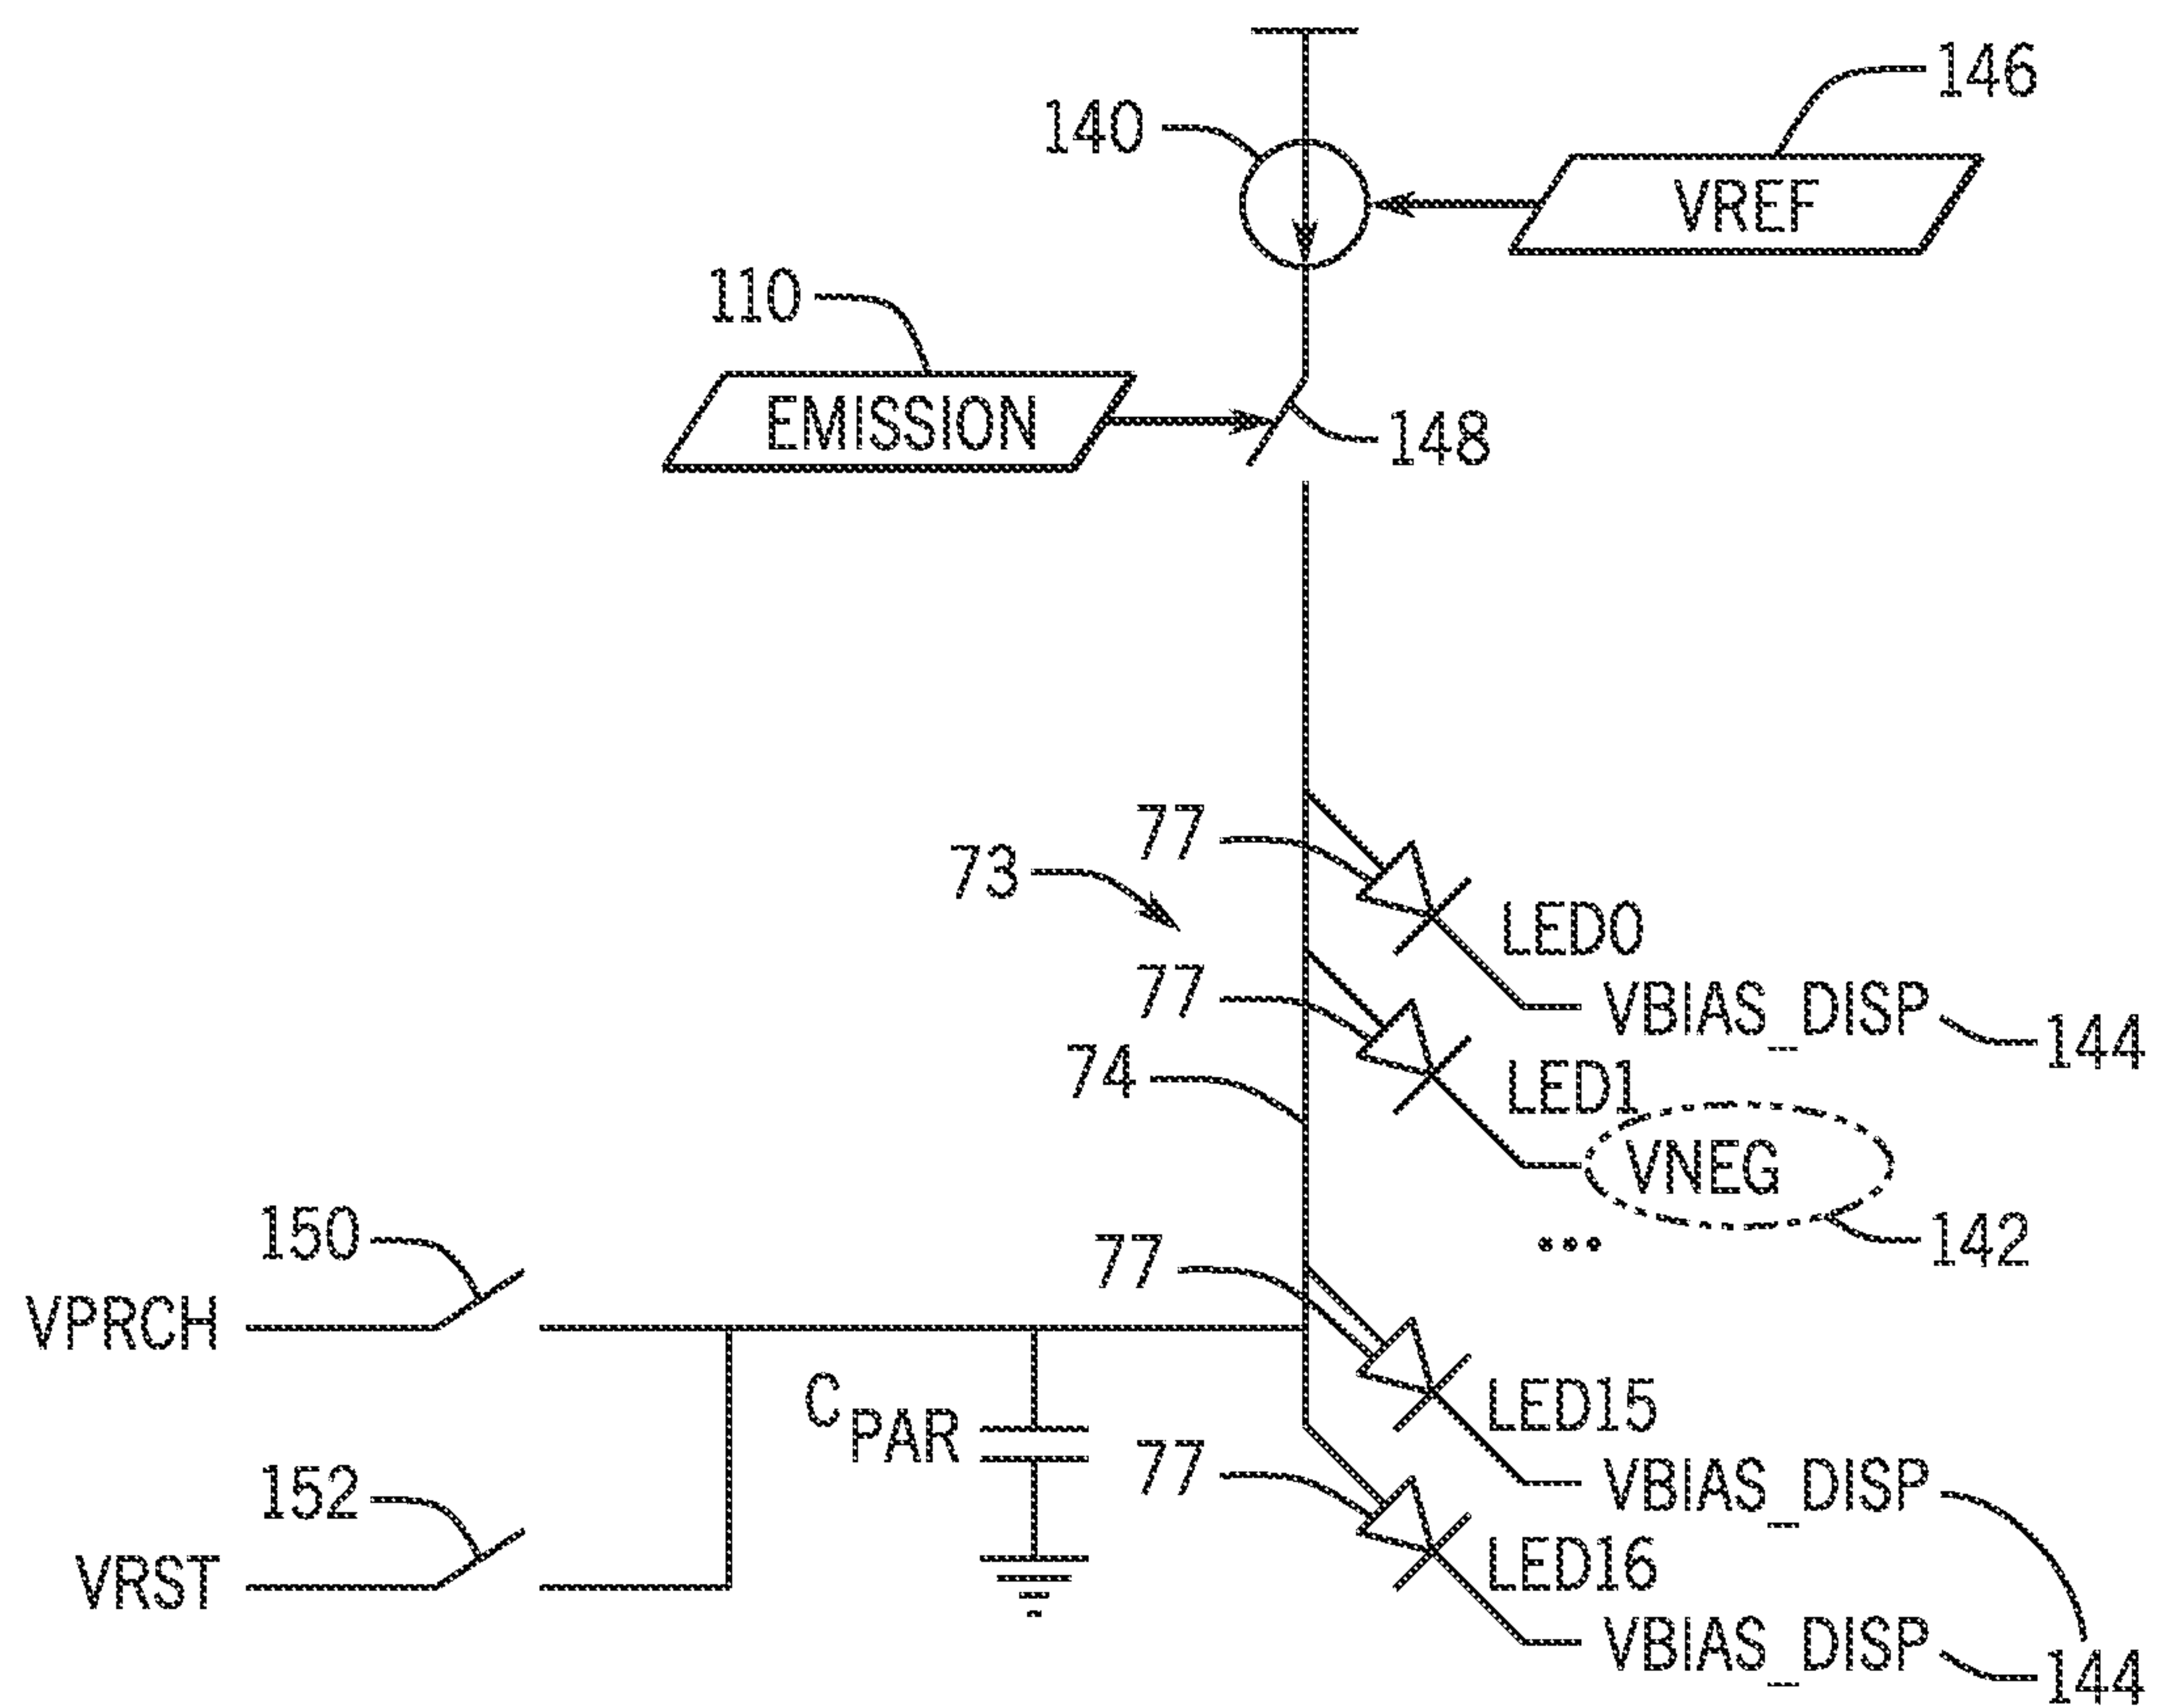 146
140
VREF
110
EMISSION
148
77
73
LED0
77
VBIAS_DISP
144
74
LED1
VNEG
150
77
...
142
VPRCH
CPAR
LED15
152
77
VBIAS_DISP
VRST
LED16
VBIAS_DISP
144